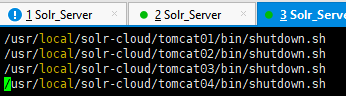 1 Solr_Server
2 Solr_Server
3 Solr_Serve
/usr/local/solr-cloud/tomcat01/bin/shutdown.sh
/usr/local/solr-cloud/tomcat02/bin/shutdown.sh
/usr/local/solr-cloud/tomcat03/bin/shutdown.sh
/usr/local/solr-cloud/tomcat04/bin/shutdown.sh